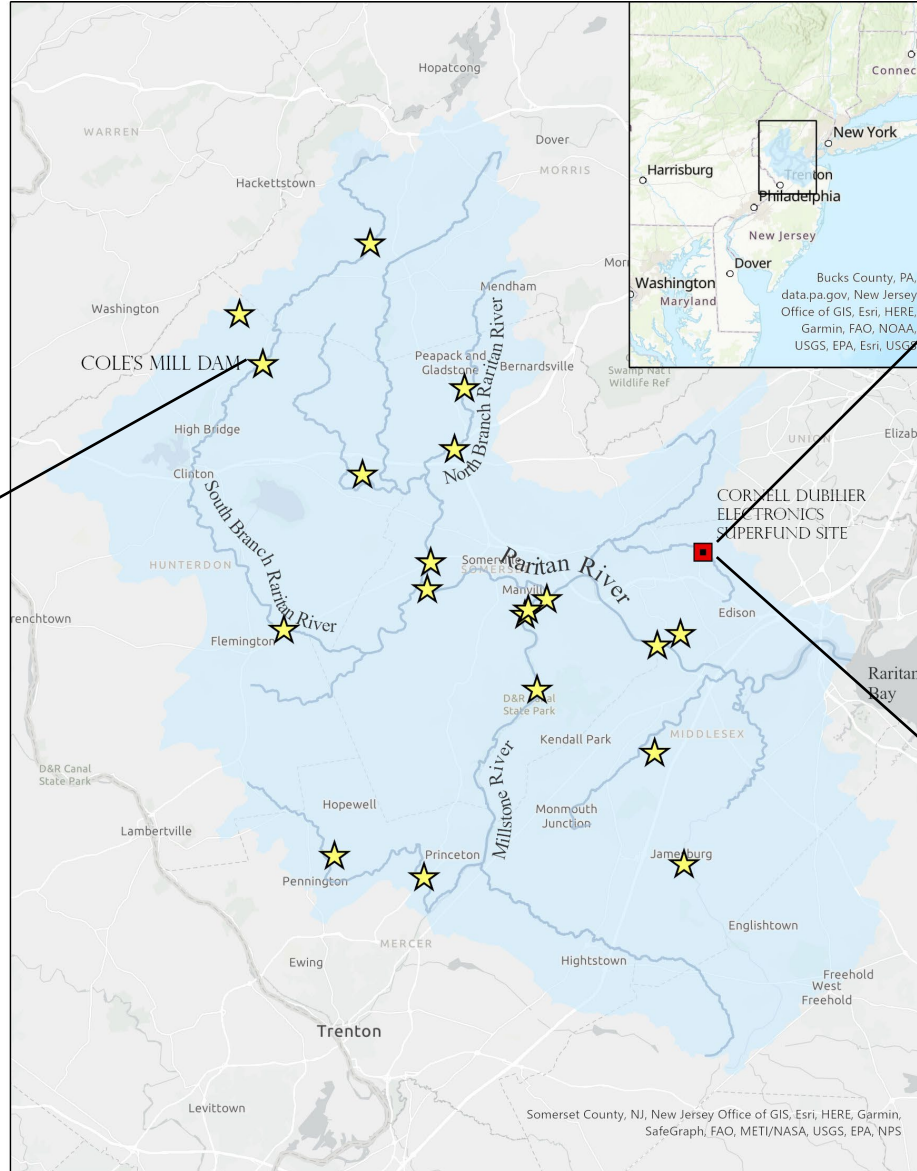 Hopatcong
WARREN
Dover
MORRIS
Hackettstown
Mendham
Washington
COLE'S MILL DAM
Peapack and
Gladstone
Bernardsville
Swamp Nat'l
Wildlife Ref
North Branch Raritan River
High Bridge
Clinton
UNION
South Branch Raritan River
HUNTERDON
CORNELL DUBILIER
ELECTRONICS
SUPERFUND SITE
Raritan River
Edison
Flemington
Raritan
Bay
D&R Canal
State Park
MIDDLESEX
Kendall Park
Millstone River
D&R Canal
State Park
Monmouth
Junction
Hopewell
Lambertville
Princeton
Jamesburg
Pennington
Englishtown
MERCER
Hightstown
Ewing
Freehold
West
Freehold
Trenton
Levittown
Somerset County, NJ, New Jersey Office of GIS, Esri, HERE, Garmin,
SafeGraph, FAO, METI/NASA, USGS, EPA, NPS
Connec
New York
Harrisburg
Trenton
Philadelphia
New Jersey
Dover
Washington
Maryland
Bucks County, PA,
data.pa.gov, New Jersey
Office of GIS, Esri, HERE,
Garmin, FAO, NOAA,
USGS, EPA, Esri, USGS